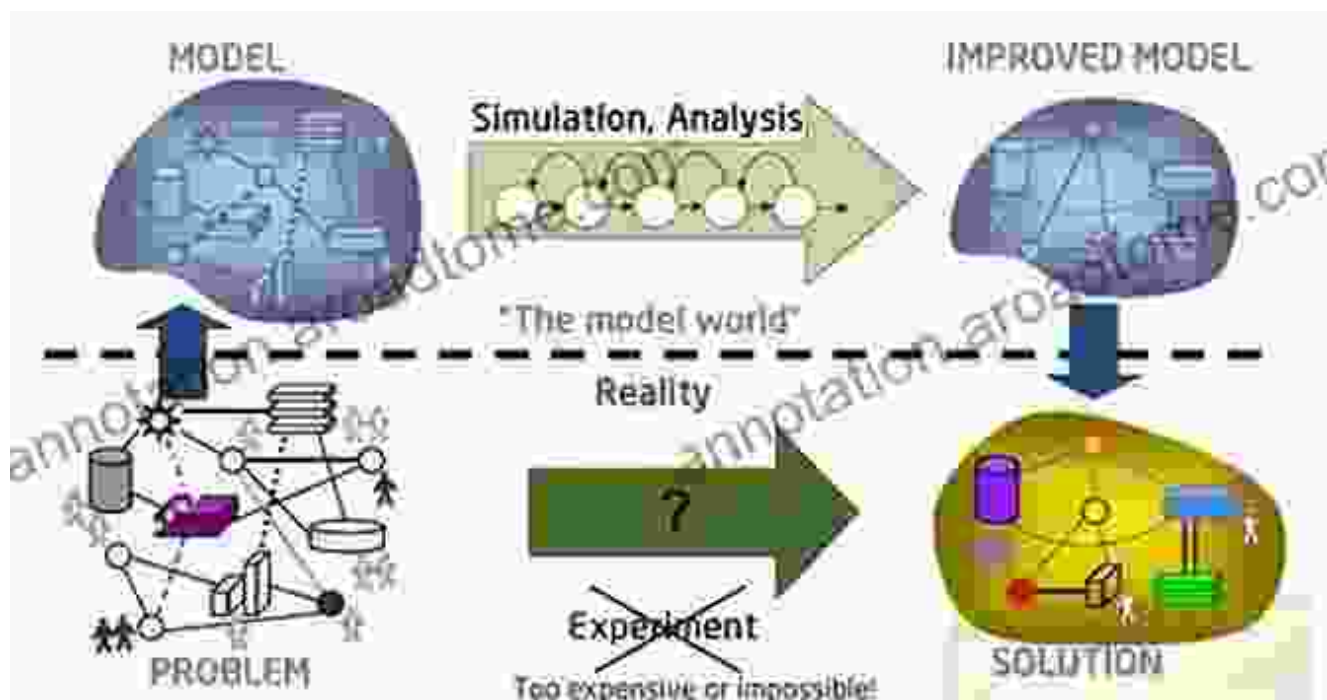 MODEL
IMPROVED MODEL
Simulation, Analysis
"The model world"
Reality
?
Experiment
Too expensive or impossible!
PROBLEM
SOLUTION